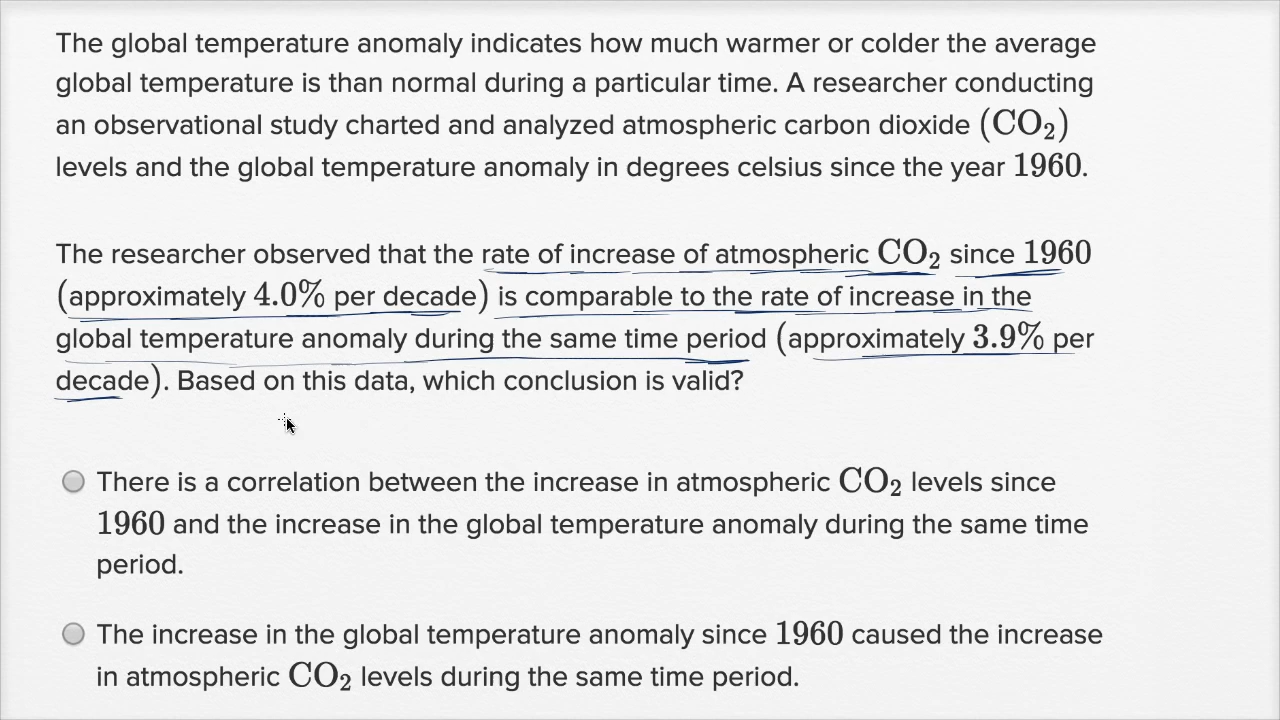 The global temperature anomaly indicates how much warmer or colder the average
global temperature is than normal during a particular time. A researcher conducting
an observational study charted and analyzed atmospheric carbon dioxide (CO₂)
levels and the global temperature anomaly in degrees celsius since the year 1960.
The researcher observed that the rate of increase of atmospheric CO₂ since 1960
(approximately 4.0% per decade) is comparable to the rate of increase in the
global temperature anomaly during the same time period (approximately 3.9% per
decade). Based on this data, which conclusion is valid?
There is a correlation between the increase in atmospheric CO₂ levels since
1960 and the increase in the global temperature anomaly during the same time
period.
The increase in the global temperature anomaly since 1960 caused the increase
in atmospheric CO₂ levels during the same time period.